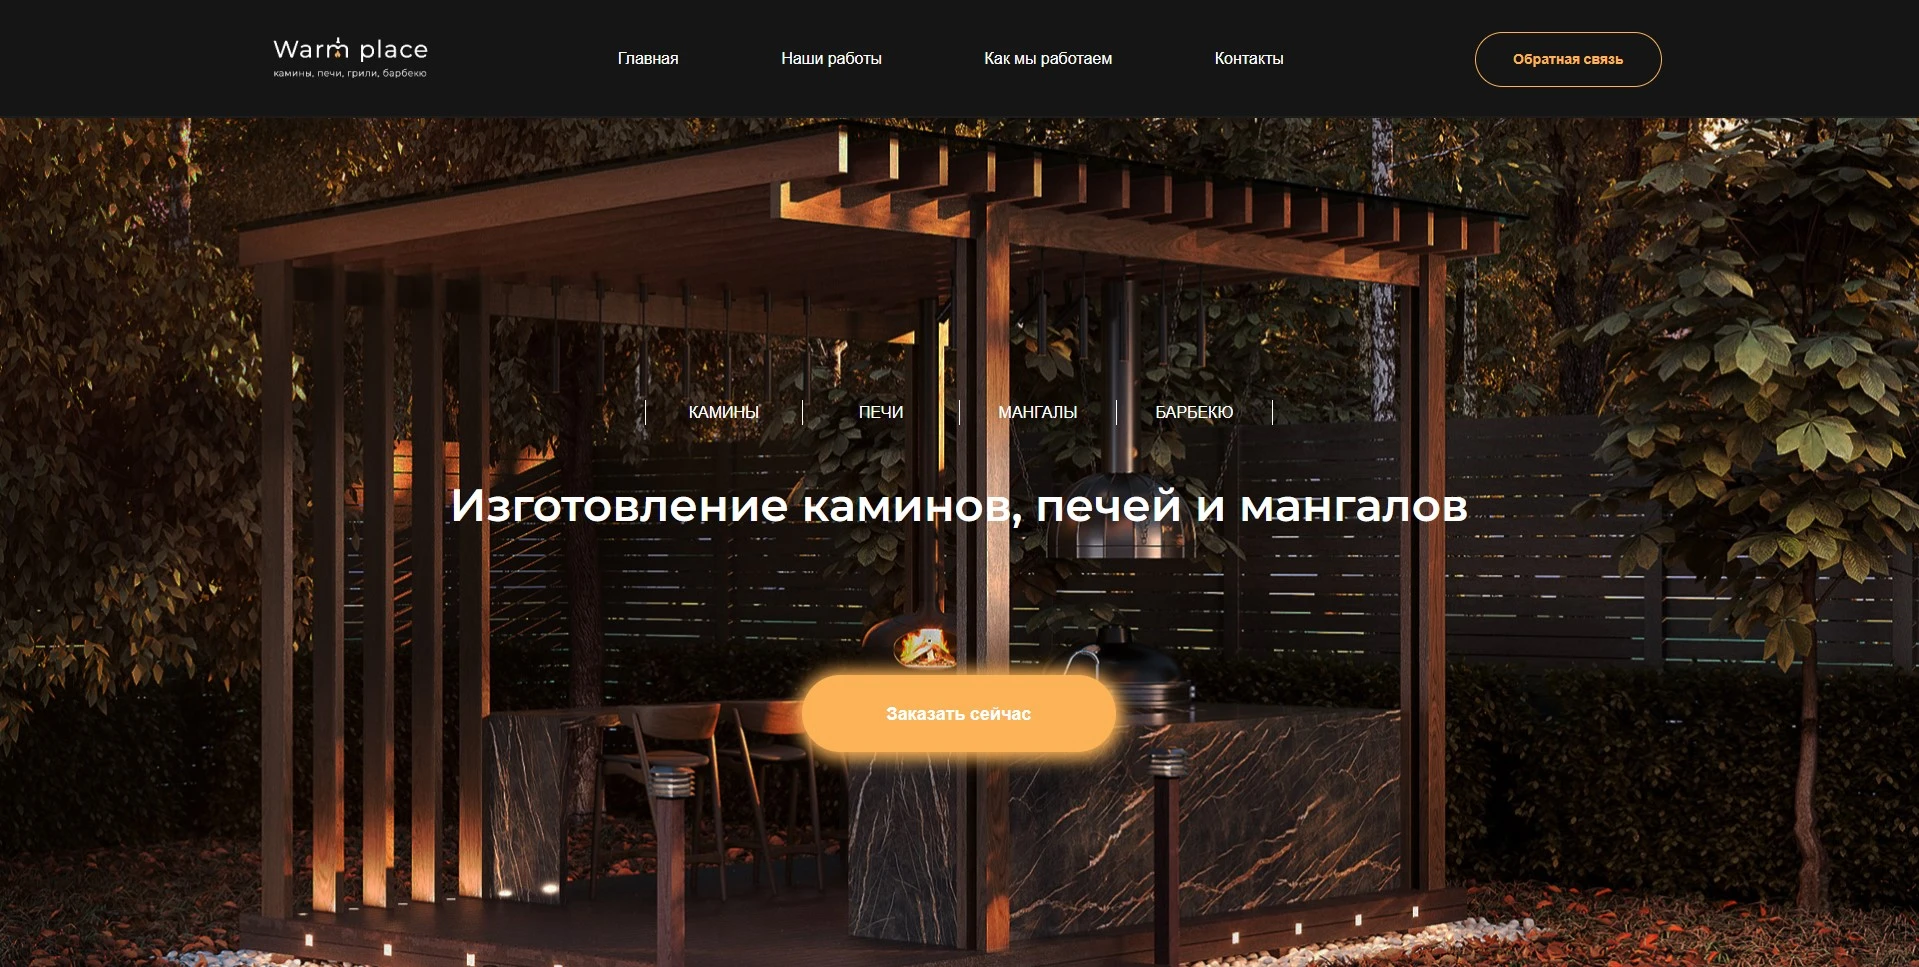 Warm place
камины, печи, грили, барбекю
Главная
Наши работы
Как мы работаем
Контакты
Обратная связь
КАМИНЫ
ПЕЧИ
МАНГАЛЫ
БАРБЕКЮ
Изготовление каминов, печей и мангалов
Заказать сейчас